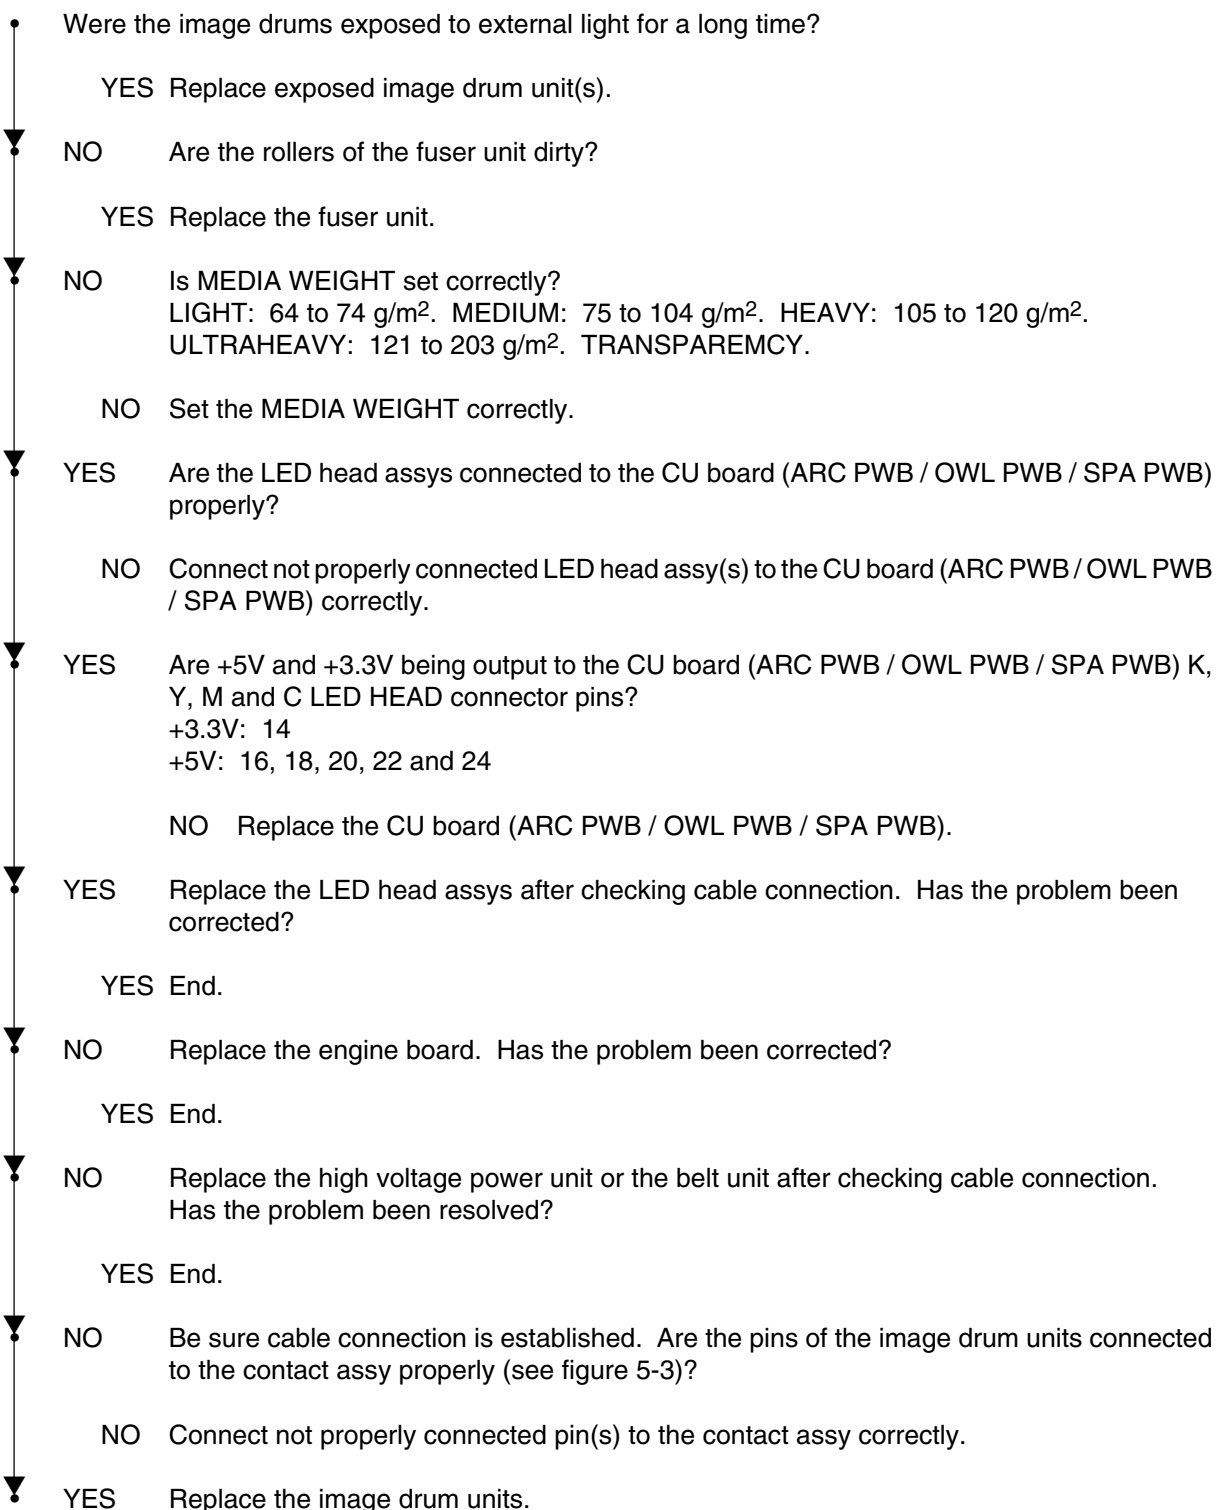 Were the image drums exposed to external light for a long time?
YES Replace exposed image drum unit(s).
NO Are the rollers of the fuser unit dirty?
YES Replace the fuser unit.
NO Is MEDIA WEIGHT set correctly?
LIGHT: 64 to 74 g/m². MEDIUM: 75 to 104 g/m². HEAVY: 105 to 120 g/m².
ULTRAHEAVY: 121 to 203 g/m². TRANSPAREMCY.
NO Set the MEDIA WEIGHT correctly.
YES Are the LED head assys connected to the CU board (ARC PWB / OWL PWB / SPA PWB)
properly?
NO Connect not properly connected LED head assy(s) to the CU board (ARC PWB / OWL PWB
/ SPA PWB) correctly.
YES Are +5V and +3.3V being output to the CU board (ARC PWB / OWL PWB / SPA PWB) K,
Y, M and C LED HEAD connector pins?
+3.3V: 14
+5V: 16, 18, 20, 22 and 24
NO Replace the CU board (ARC PWB / OWL PWB / SPA PWB).
YES Replace the LED head assys after checking cable connection. Has the problem been
corrected?
YES End.
NO Replace the engine board. Has the problem been corrected?
YES End.
NO Replace the high voltage power unit or the belt unit after checking cable connection.
Has the problem been resolved?
YES End.
NO Be sure cable connection is established. Are the pins of the image drum units connected
to the contact assy properly (see figure 5-3)?
NO Connect not properly connected pin(s) to the contact assy correctly.
YES Replace the image drum units.